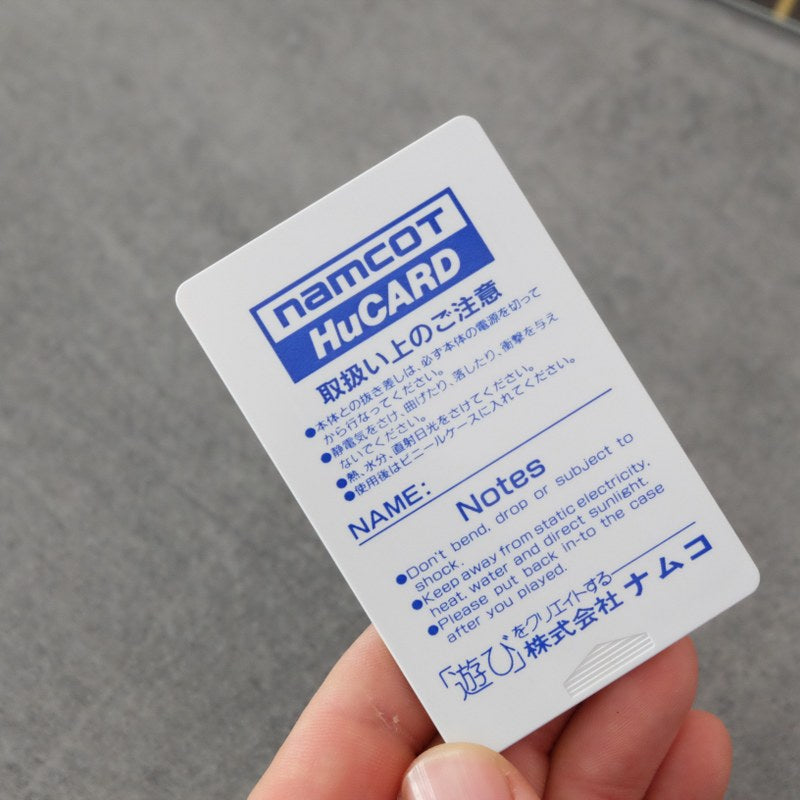 namcot
HuCARD
取扱い上のご注意
●本体との抜き差しは、必ず本体の電源を切って
から行なってください。
●静電気をさけ、曲げたり、落したり、衝撃を与え
ないでください。
●熱、水分、直射日光をさけてください。
●使用後はビニールケースに入れてください。
NAME:
Notes
●Don't bend, drop or subject to
shock.
●Keep away from static electricity,
heat, water and direct sunlight.
●Please put back in-to the case
after you played.
「遊び」をクリエイトする
株式会社ナムコ